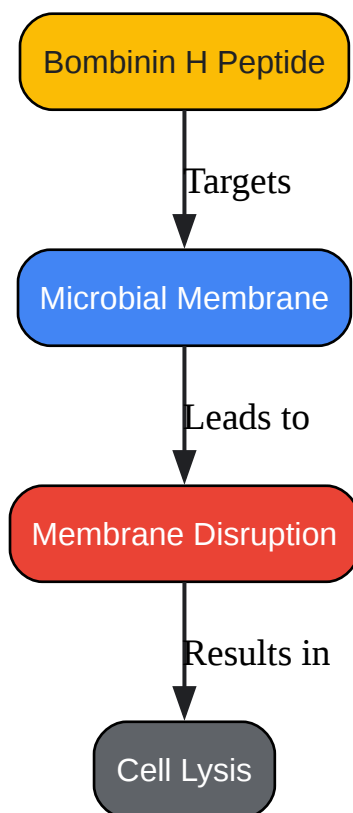 Bombinin H Peptide
Targets
Microbial Membrane
Leads to
Membrane Disruption
Results in
Cell Lysis